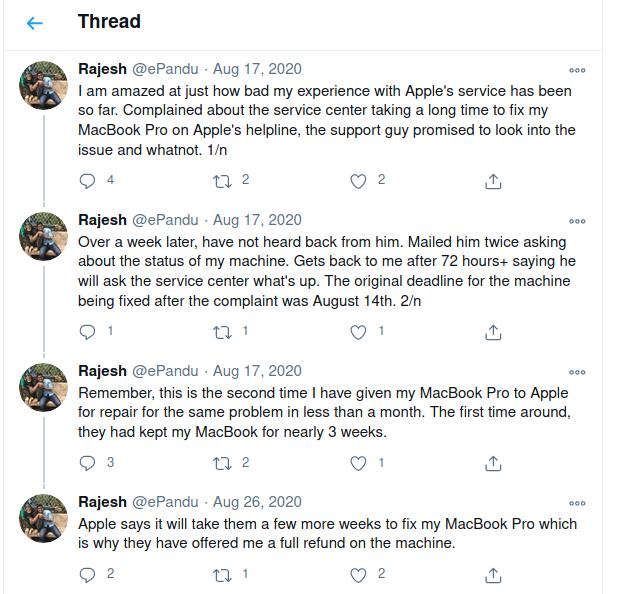 Thread
Rajesh @ePandu · Aug 17, 2020
I am amazed at just how bad my experience with Apple's service has been
so far. Complained about the service center taking a long time to fix my
MacBook Pro on Apple's helpline, the support guy promised to look into the
issue and whatnot. 1/n
4 2 2
Rajesh @ePandu · Aug 17, 2020
Over a week later, have not heard back from him. Mailed him twice asking
about the status of my machine. Gets back to me after 72 hours+ saying he
will ask the service center what's up. The original deadline for the machine
being fixed after the complaint was August 14th. 2/n
1 1 1
Rajesh @ePandu · Aug 17, 2020
Remember, this is the second time I have given my MacBook Pro to Apple
for repair for the same problem in less than a month. The first time around,
they had kept my MacBook for nearly 3 weeks.
3 2 1
Rajesh @ePandu · Aug 26, 2020
Apple says it will take them a few more weeks to fix my MacBook Pro which
is why they have offered me a full refund on the machine.
2 1 2